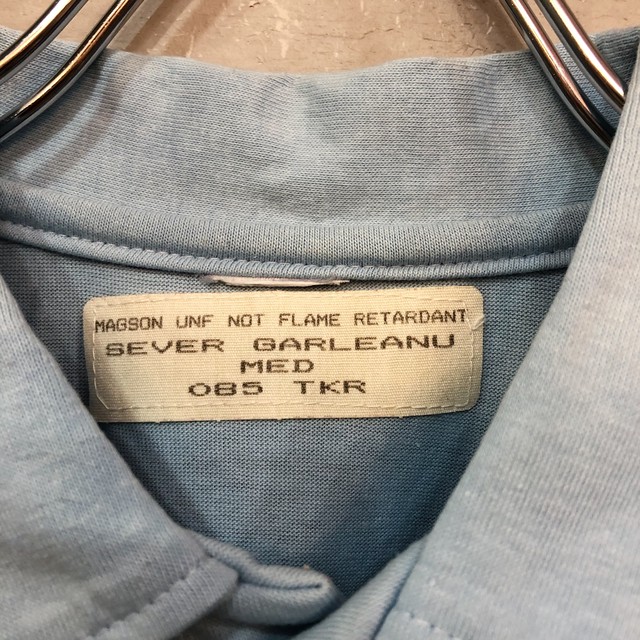 MAGSON UNF NOT FLAME RETARDANT
SEVER GARLEANU
MED
085 TKR